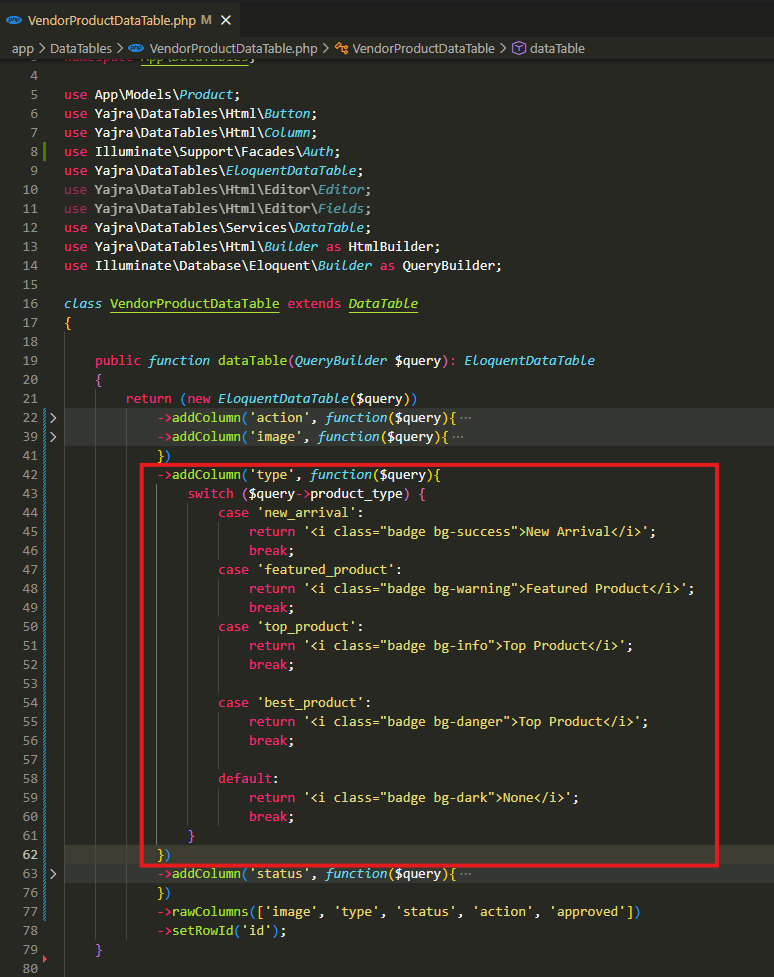 VendorProductDataTable.php M ×
app > DataTables > VendorProductDataTable.php > VendorProductDataTable > dataTable
3 namespace App\DataTables;
4
5 use App\Models\Product;
6 use Yajra\DataTables\Html\Button;
7 use Yajra\DataTables\Html\Column;
8 use Illuminate\Support\Facades\Auth;
9 use Yajra\DataTables\EloquentDataTable;
10 use Yajra\DataTables\Html\Editor\Editor;
11 use Yajra\DataTables\Html\Editor\Fields;
12 use Yajra\DataTables\Services\DataTable;
13 use Yajra\DataTables\Html\Builder as HtmlBuilder;
14 use Illuminate\Database\Eloquent\Builder as QueryBuilder;
15
16 class VendorProductDataTable extends DataTable
17 {
18
19 public function dataTable(QueryBuilder $query): EloquentDataTable
20 {
21 return (new EloquentDataTable($query))
22 ->addColumn('action', function($query){ ...
39 ->addColumn('image', function($query){ ...
41 })
42 ->addColumn('type', function($query){
43 switch ($query->product_type) {
44 case 'new_arrival':
45 return '<i class="badge bg-success">New Arrival</i>';
46 break;
47 case 'featured_product':
48 return '<i class="badge bg-warning">Featured Product</i>';
49 break;
50 case 'top_product':
51 return '<i class="badge bg-info">Top Product</i>';
52 break;
53
54 case 'best_product':
55 return '<i class="badge bg-danger">Top Product</i>';
56 break;
57
58 default:
59 return '<i class="badge bg-dark">None</i>';
60 break;
61 }
62 })
63 ->addColumn('status', function($query){ ...
76 })
77 ->rawColumns(['image', 'type', 'status', 'action', 'approved'])
78 ->setRowId('id');
79 }
80